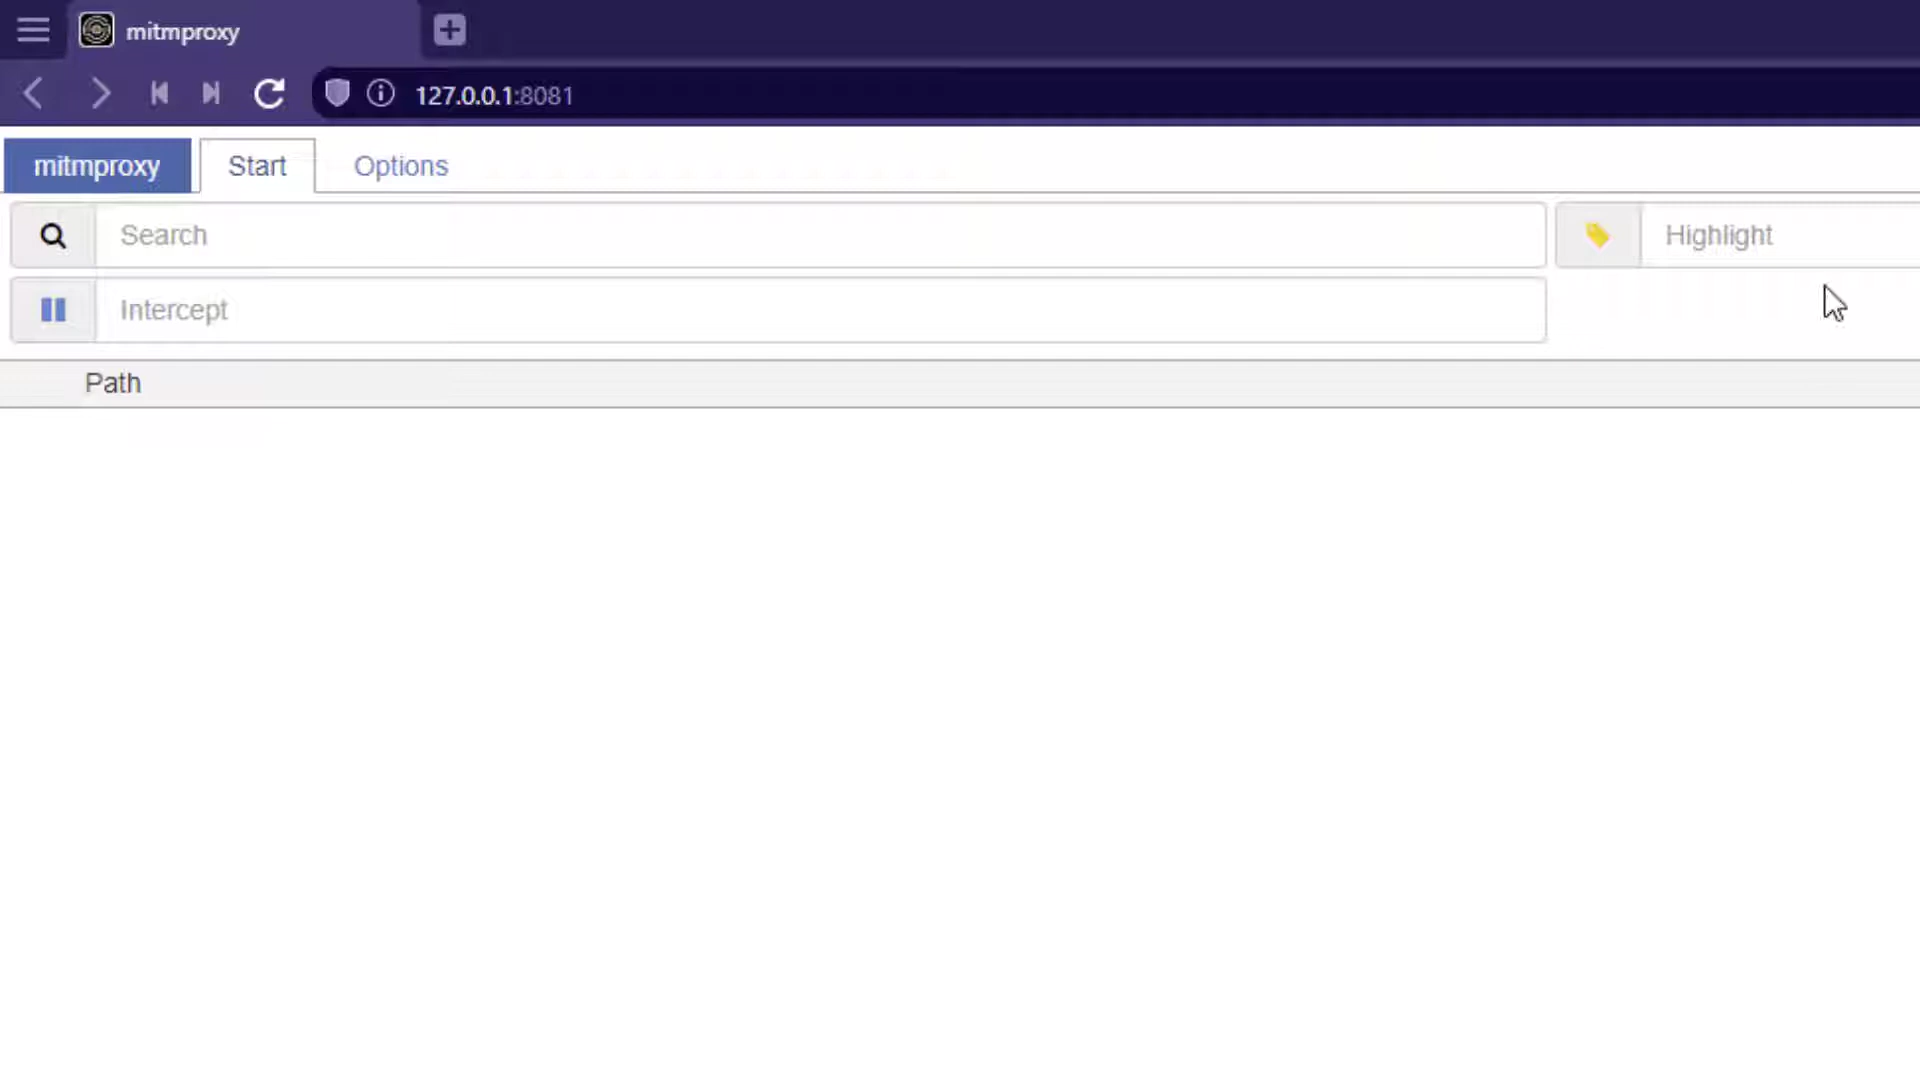 mitmproxy
127.0.0.1:8081
mitmproxy Start Options
Search Highlight
Intercept
Path